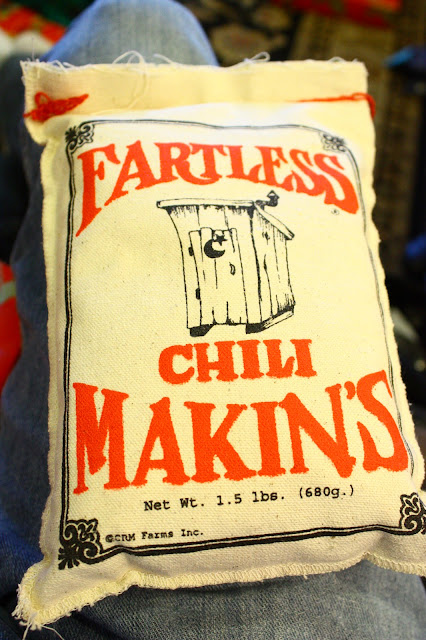 FARTLESS
®
CHILI
MAKIN'S
Net Wt. 1.5 lbs. (680g.)
©CRM Farms Inc.